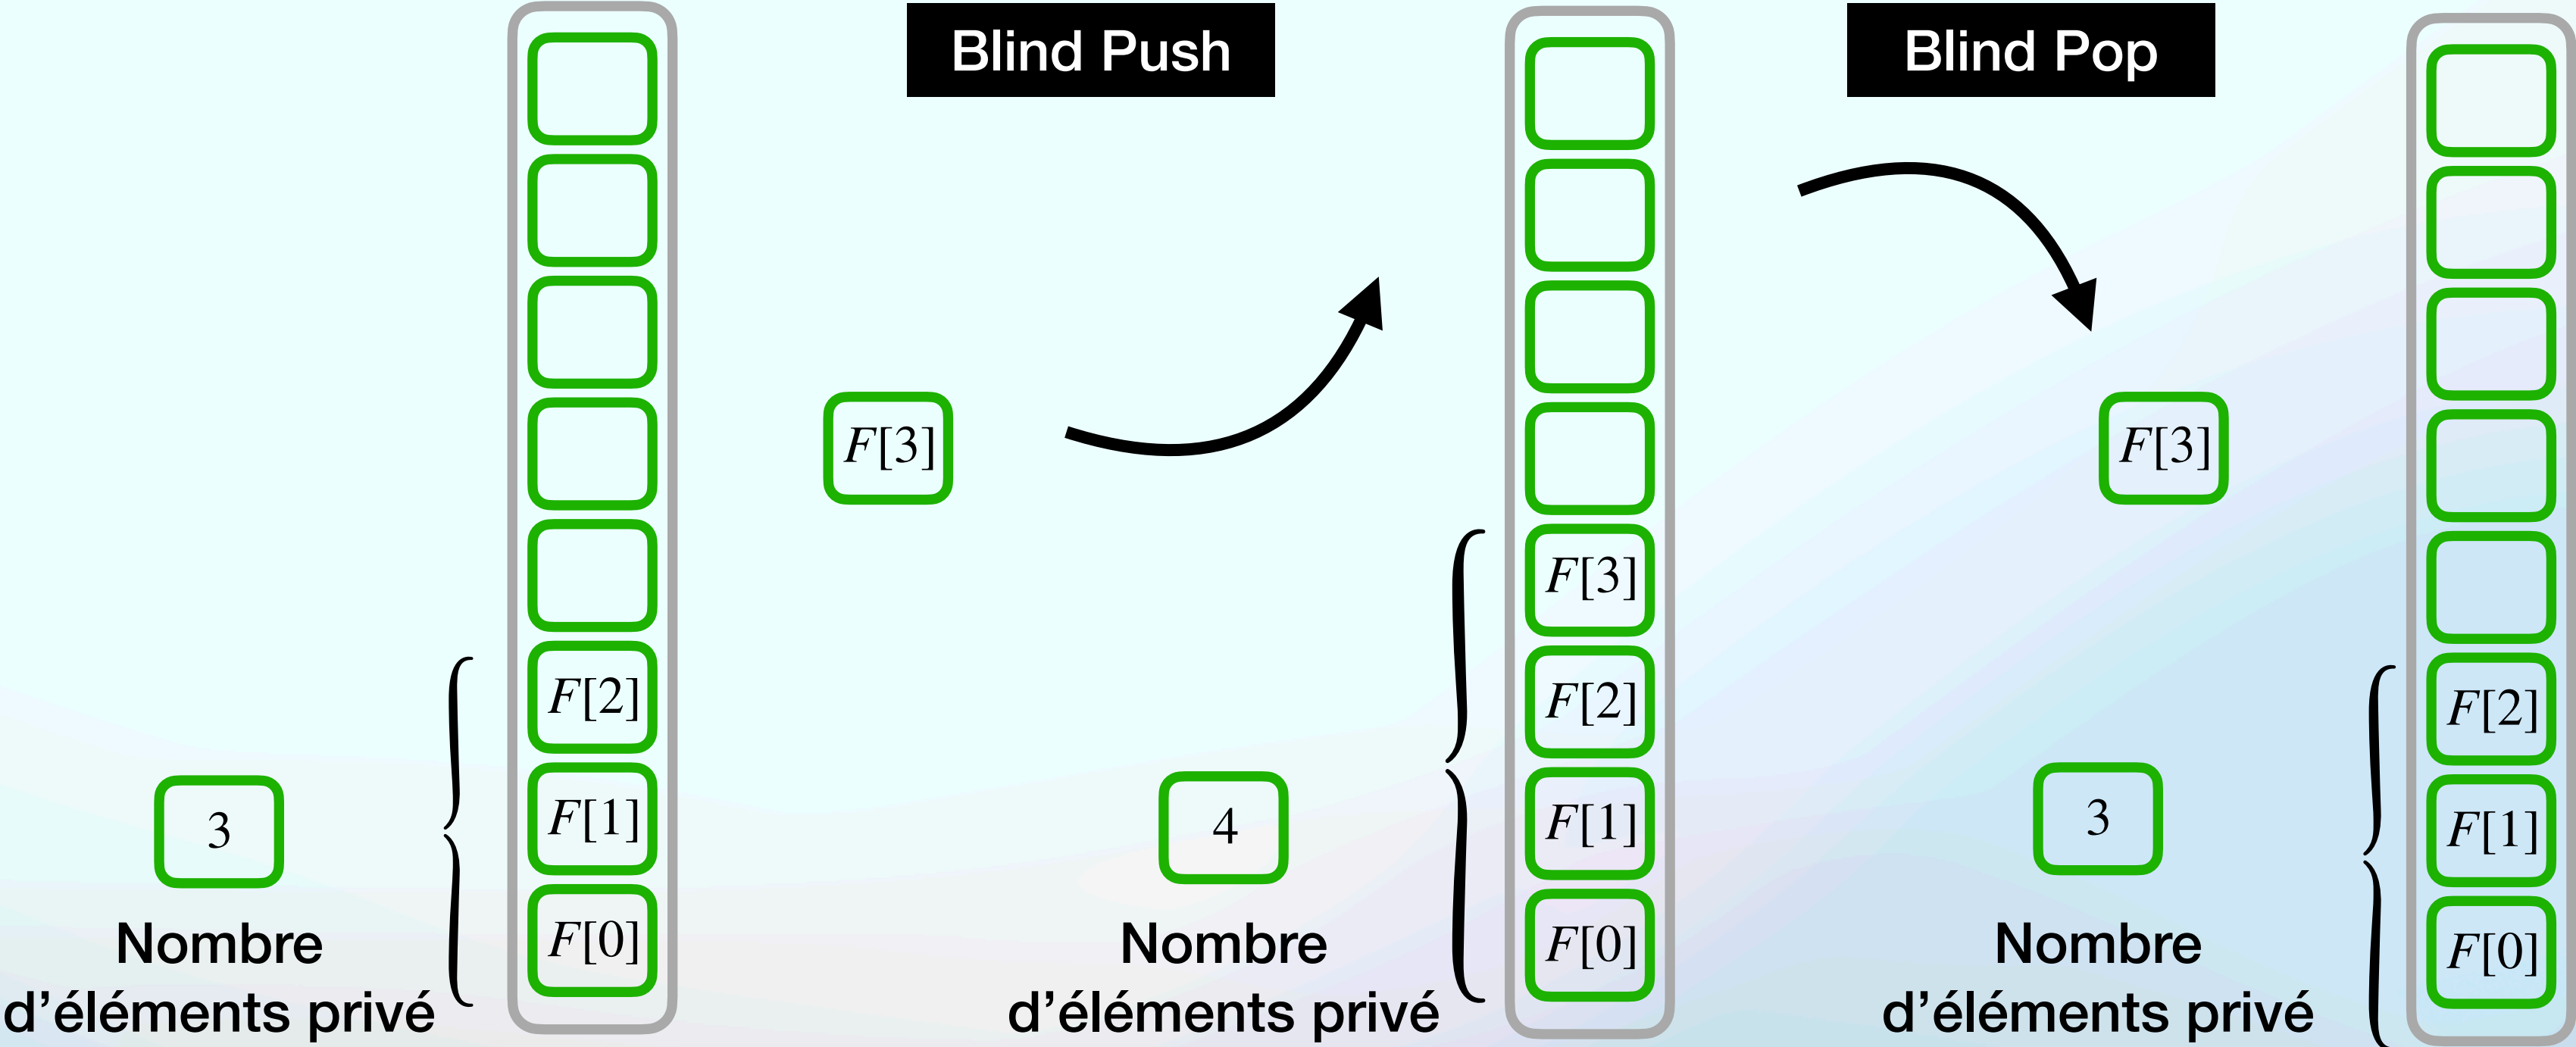 Blind Push
Blind Pop
F[3]
F[3]
F[2]
F[1]
F[0]
3
Nombre
d’éléments privé
F[3]
F[2]
F[1]
F[0]
4
Nombre
d’éléments privé
F[2]
F[1]
F[0]
3
Nombre
d’éléments privé